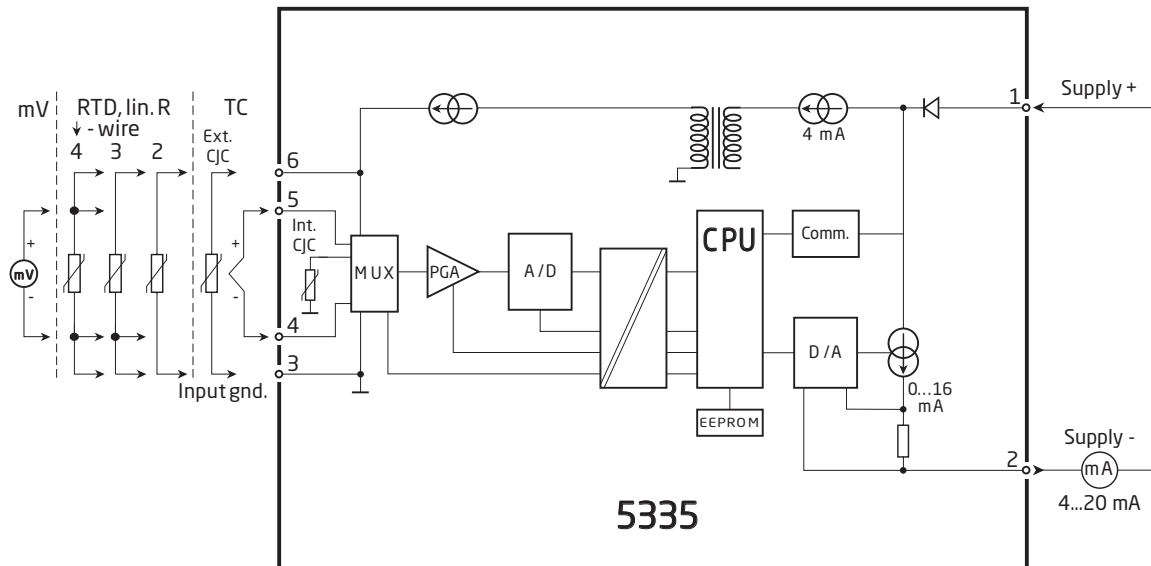 mV
RTD, lin. R
- wire
4 3 2
TC
Ext.
CJC
+
-
mV
+
-
Input gnd.
6
5
4
3
Int.
CJC
MUX
PGA
A/D
CPU
EEPROM
Comm.
D/A
4 mA
0...16
mA
1
2
Supply +
Supply -
mA
4...20 mA
5335